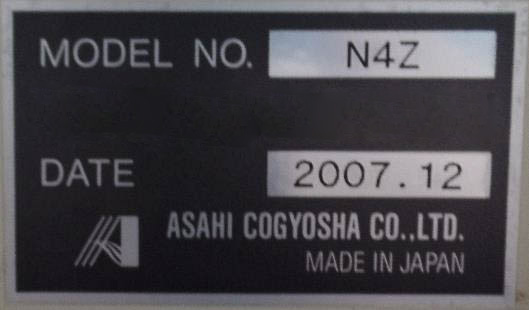 MODEL NO. N4Z
DATE 2007.12
ASAHI COGYOSHA CO.,LTD.
MADE IN JAPAN